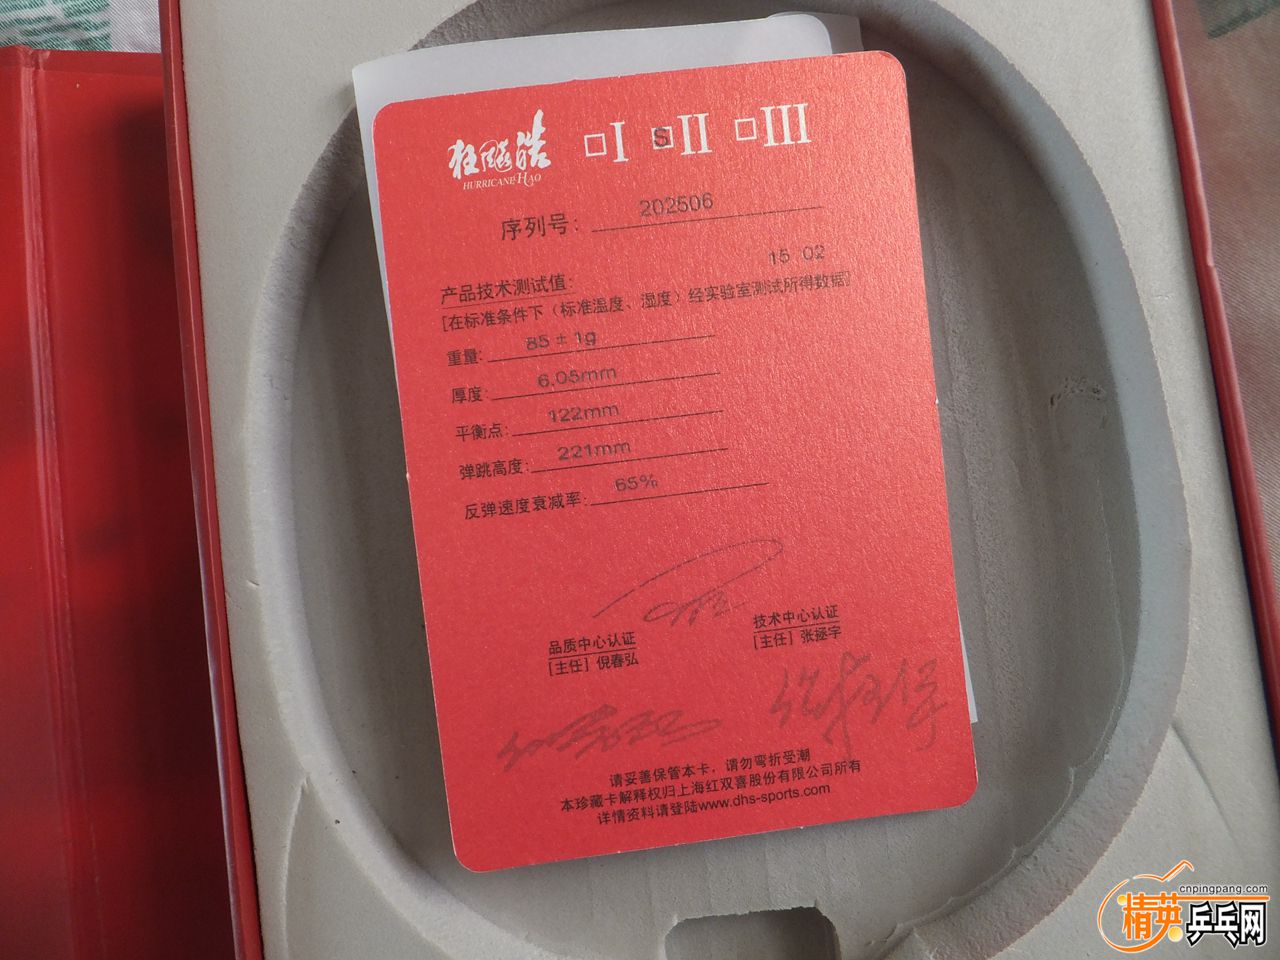 狂飚皓 □I S II □III
HURRICANE-HAO
序列号： 202506
15 02
产品技术测试值：
[在标准条件下（标准温度、湿度）经实验室测试所得数据]
重量: 85±1g
厚度: 6.05mm
平衡点: 122mm
弹跳高度: 221mm
反弹速度衰减率: 65%
品质中心认证
[主任] 倪春弘
技术中心认证
[主任] 张拯宇
请妥善保管本卡，请勿弯折受潮
本珍藏卡解释权归上海红双喜股份有限公司所有
详情资料请登陆www.dhs-sports.com
cnpingpang.com
精英乒乓网